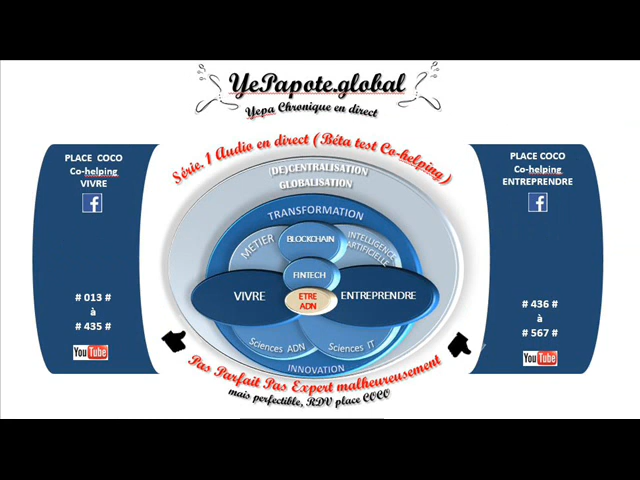 YePapote.global
Yepa Chronique en direct
Série, 1 Audio en direct (Béta test Co-helping)
PLACE COCO
Co-helping
VIVRE
# 013 #
à
# 435 #
YouTube
(DE)CENTRALISATION
GLOBALISATION
TRANSFORMATION
METIER
BLOCKCHAIN
INTELLIGENCE
ARTIFICIELLE
FINTECH
VIVRE
ETRE
ADN
ENTREPRENDRE
Sciences ADN
Sciences IT
INNOVATION
PLACE COCO
Co-helping
ENTREPRENDRE
# 436 #
à
# 567 #
YouTube
Pas Parfait Pas Expert malheureusement
mais perfectible, RDV place COCO